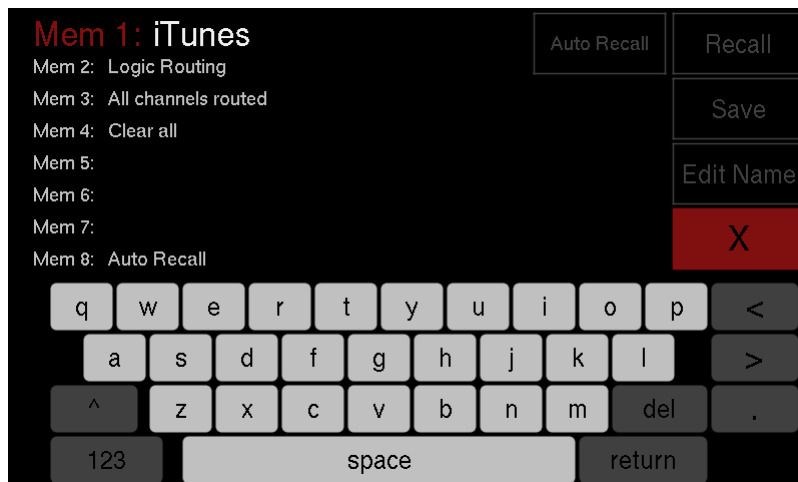 Mem 1: iTunes
Mem 2: Logic Routing
Mem 3: All channels routed
Mem 4: Clear all
Mem 5:
Mem 6:
Mem 7:
Mem 8: Auto Recall
Auto Recall
Recall
Save
Edit Name
X
q w e r t y u i o p <
a s d f g h j k l >
^ z x c v b n m del .
123 space return